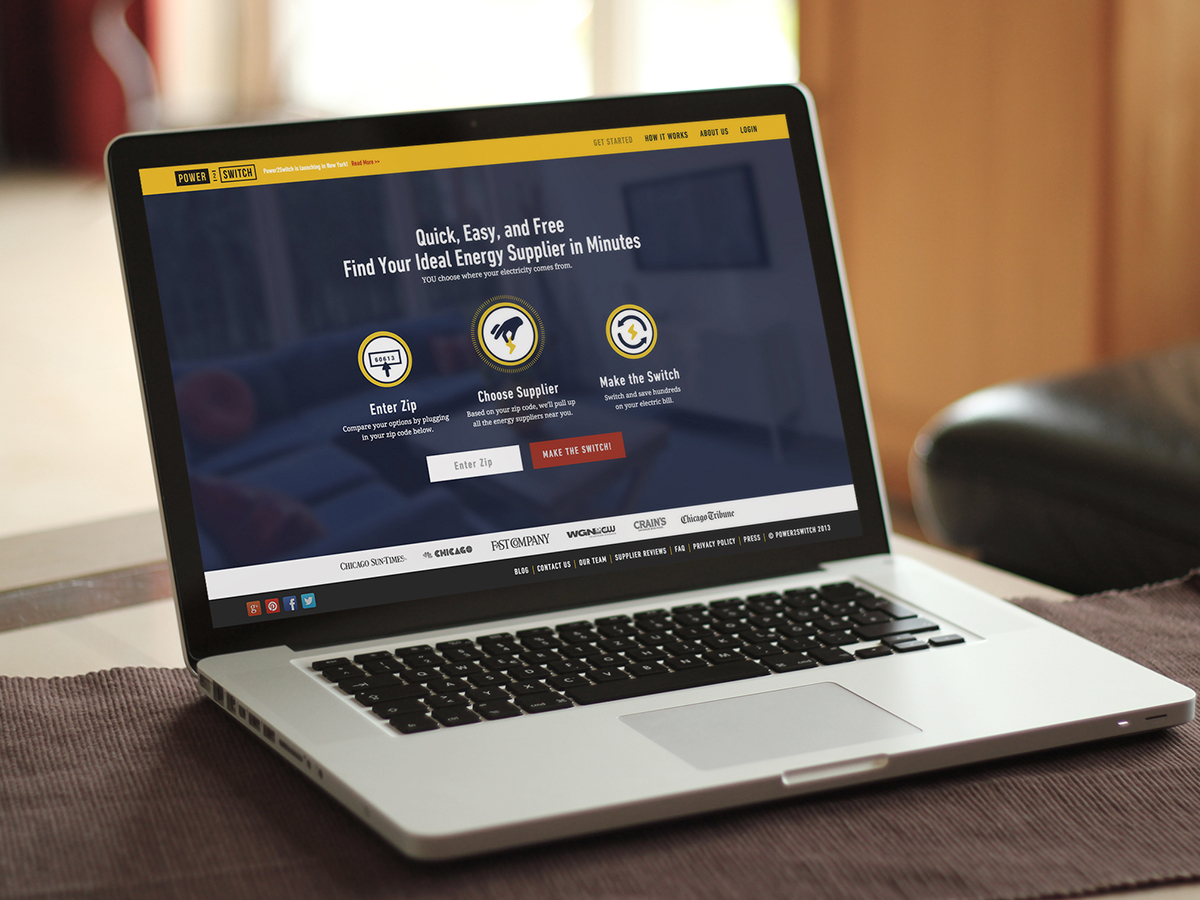 POWER [TO] SWITCH
Power2Switch is launching in New York! Read More >>
GET STARTED HOW IT WORKS ABOUT US LOGIN
Quick, Easy, and Free
Find Your Ideal Energy Supplier in Minutes
YOU choose where your electricity comes from.
60613
Enter Zip
Compare your options by plugging
in your zip code below.
Choose Supplier
Based on your zip code, we'll pull up
all the energy suppliers near you.
Make the Switch
Switch and save hundreds
on your electric bill.
Enter Zip
MAKE THE SWITCH!
CHICAGO SUN-TIMES
CHICAGO
FAST COMPANY
WGN CW
CRAIN'S
Chicago Tribune
BLOG | CONTACT US | OUR TEAM | SUPPLIER REVIEWS | FAQ | PRIVACY POLICY | PRESS | © POWER2SWITCH 2013